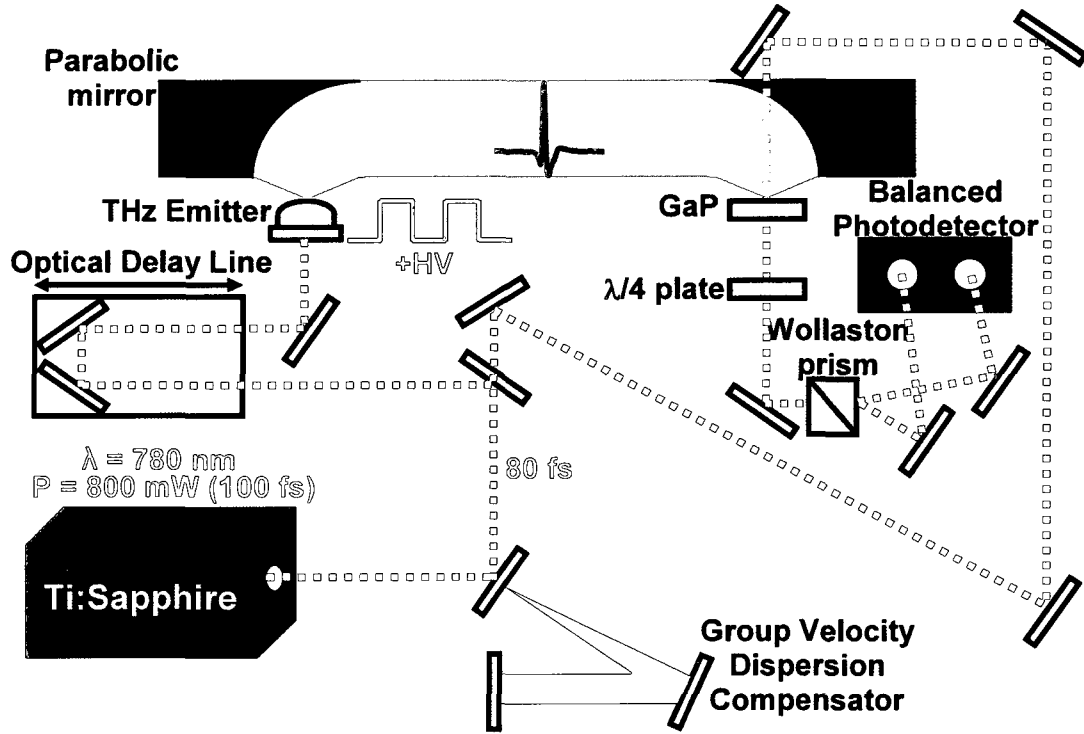 Parabolic
mirror
THz Emitter
+HV
GaP
Balanced
Photodetector
Optical Delay Line
λ/4 plate
Wollaston
prism
λ = 780 nm
P = 800 mW (100 fs)
80 fs
Ti:Sapphire
Group Velocity
Dispersion
Compensator